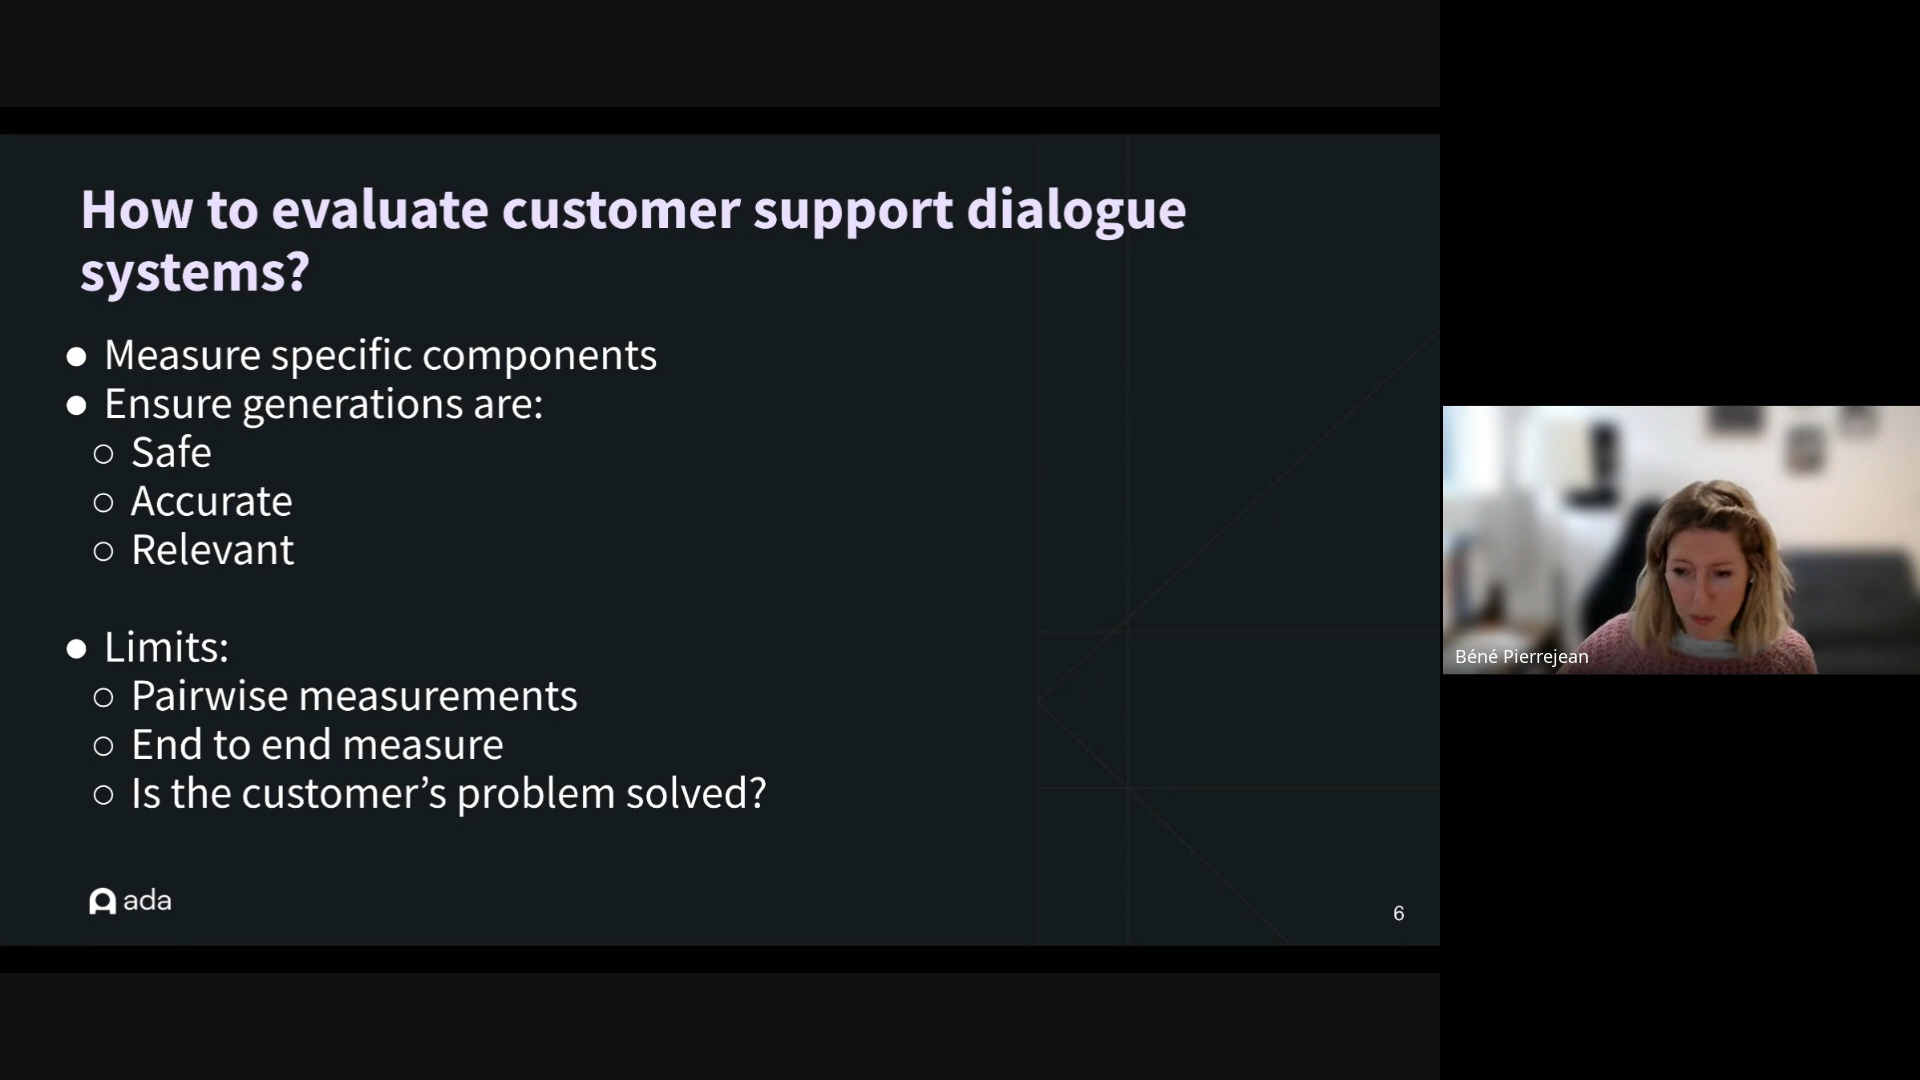 How to evaluate customer support dialogue
systems?
● Measure specific components
● Ensure generations are:
○ Safe
○ Accurate
○ Relevant
● Limits:
○ Pairwise measurements
○ End to end measure
○ Is the customer’s problem solved?
ada
6
Béné Pierrejean